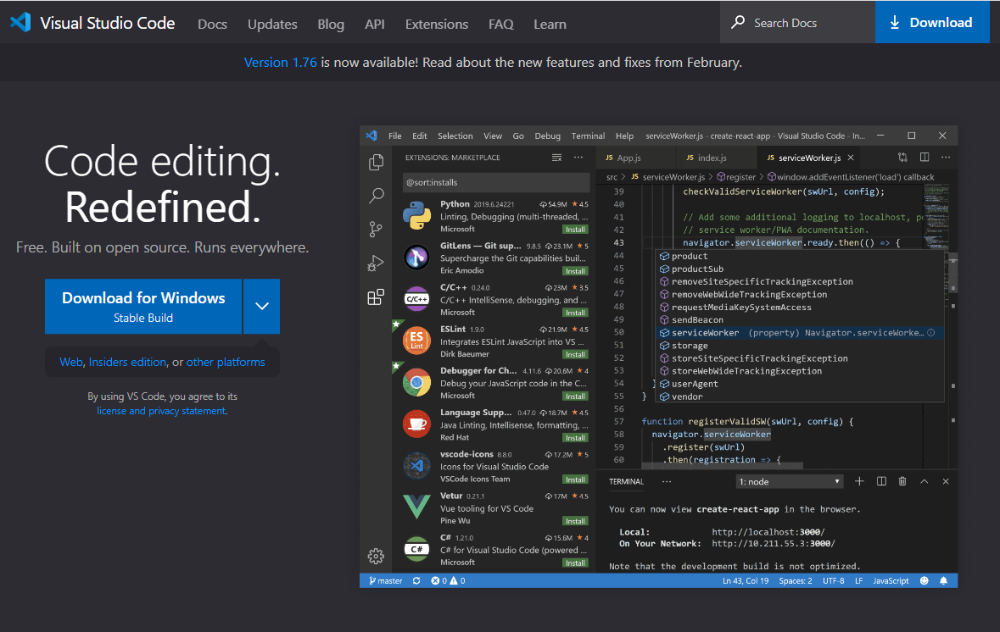 Visual Studio Code Docs Updates Blog API Extensions FAQ Learn Search Docs Download
Version 1.76 is now available! Read about the new features and fixes from February.
Code editing.
Redefined.
Free. Built on open source. Runs everywhere.
Download for Windows
Stable Build
Web, Insiders edition, or other platforms
By using VS Code, you agree to its
license and privacy statement.
File Edit Selection View Go Debug Terminal Help serviceWorker.js - create-react-app - Visual Studio Code - In...
EXTENSIONS: MARKETPLACE
@sort:installs
Python 2019.6.24221 54.9M 4.5
Linting, Debugging (multi-threaded, ...
Microsoft Install
GitLens — Git sup... 9.8.5 23.1M 5
Supercharge the Git capabilities buil...
Eric Amodio Install
C/C++
C/C++ 0.24.0 23M 3.5
C/C++ IntelliSense, debugging, and ...
Microsoft Install
ES
Lint
ESLint 1.9.0 21.9M 4.5
Integrates ESLint JavaScript into VS ...
Dirk Baeumer Install
Debugger for Ch... 4.11.6 20.6M 4
Debug your JavaScript code in the C...
Microsoft Install
Language Supp... 0.47.0 18.7M 4.5
Java Linting, Intellisense, formatting, ...
Red Hat Install
vscode-icons 8.8.0 17.2M 5
Icons for Visual Studio Code
VSCode Icons Team Install
Vetur 0.21.1 17M 4.5
Vue tooling for VS Code
Pine Wu Install
C#
C# 1.21.0 15.6M 4
C# for Visual Studio Code (powered ...
Microsoft Install
JS App.js JS index.js JS serviceWorker.js
src > JS serviceWorker.js > register > window.addEventListener('load') callback
39 checkValidServiceWorker(swUrl, config);
40
41 // Add some additional logging to localhost, po
42 // service worker/PWA documentation.
43 navigator.serviceWorker.ready.then(() => {
44 product
45 productSub
46 removeSiteSpecificTrackingException
47 removeWebWideTrackingException
48 requestMediaKeySystemAccess
49 sendBeacon
50 serviceWorker (property) Navigator.serviceWorke...
51 storage
52 storeSiteSpecificTrackingException
53 storeWebWideTrackingException
54 } userAgent
55 } vendor
56
57 function registerValidSW(swUrl, config) {
58 navigator.serviceWorker
59 .register(swUrl)
60 .then(registration => {
TERMINAL ... 1: node
You can now view create-react-app in the browser.
Local: http://localhost:3000/
On Your Network: http://10.211.55.3:3000/
Note that the development build is not optimized.
master 0 0 Ln 43, Col 19 Spaces: 2 UTF-8 LF JavaScript